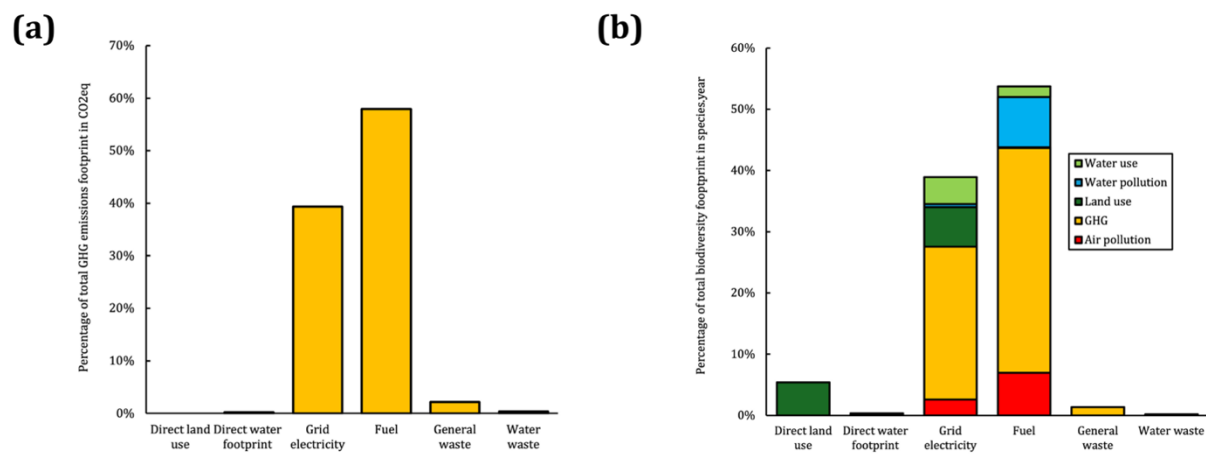 (a)
Percentage of total GHG emissions footprint in CO2eq
70%
60%
50%
40%
30%
20%
10%
0%
Direct land
use
Direct water
footprint
Grid
electricity
Fuel
General
waste
Water
waste
(b)
Percentage of total biodiversity fooptprint in species.year
60%
50%
40%
30%
20%
10%
0%
Direct land
use
Direct water
footprint
Grid
electricity
Fuel
General
waste
Water waste
Water use
Water pollution
Land use
GHG
Air pollution